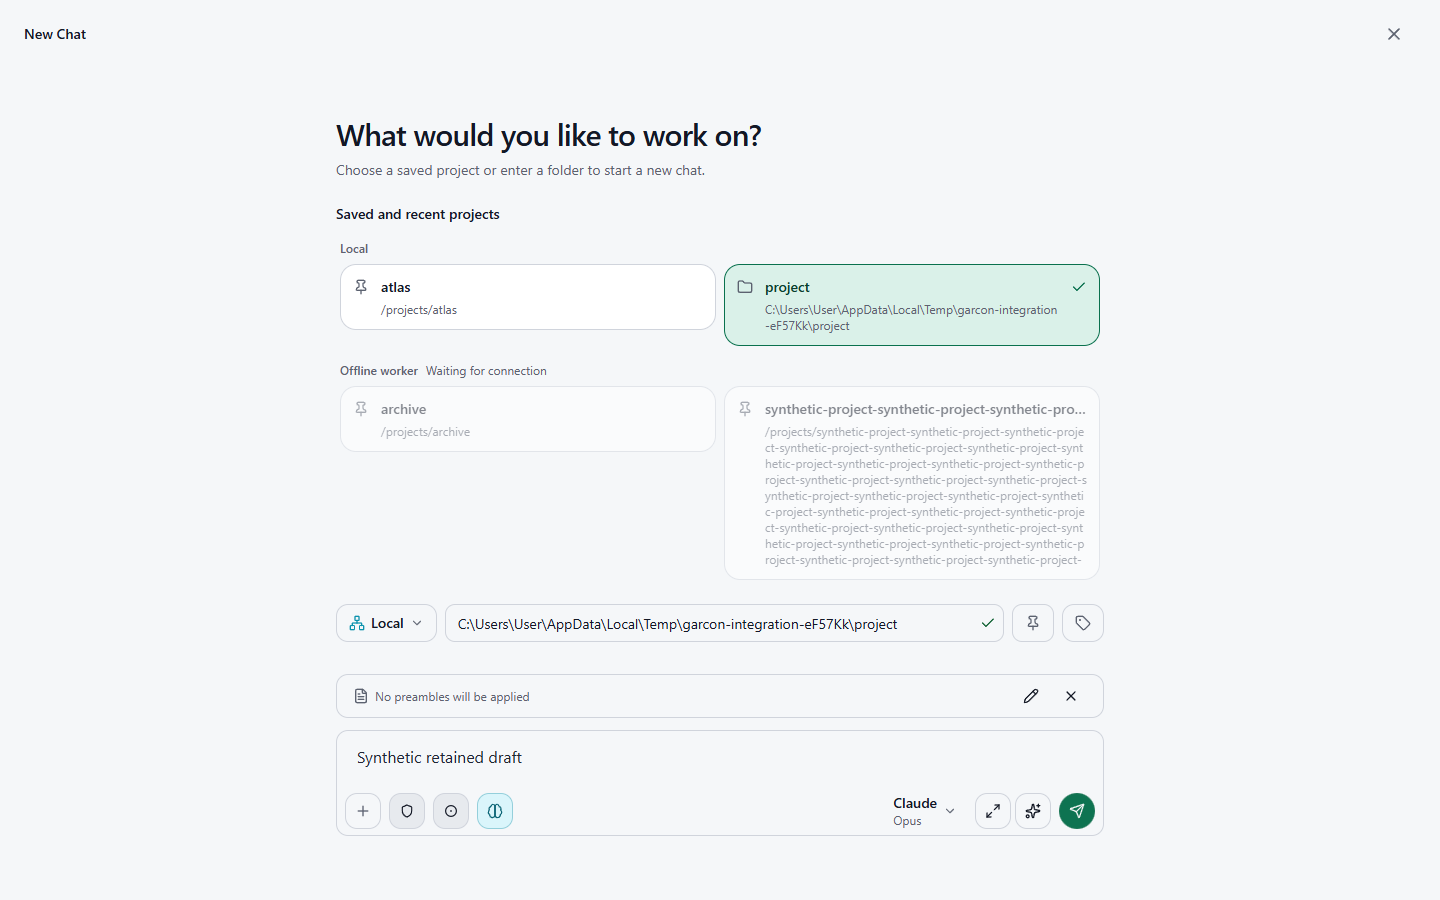 New Chat
What would you like to work on?
Choose a saved project or enter a folder to start a new chat.
Saved and recent projects
Local
atlas
/projects/atlas
project
C:\Users\User\AppData\Local\Temp\garcon-integration
-eF57Kk\project
Offline worker Waiting for connection
archive
/projects/archive
synthetic-project-synthetic-project-synthetic-pro...
/projects/synthetic-project-synthetic-project-synthetic-proje
ct-synthetic-project-synthetic-project-synthetic-project-synt
hetic-project-synthetic-project-synthetic-project-synthetic-p
roject-synthetic-project-synthetic-project-synthetic-project-s
ynthetic-project-synthetic-project-synthetic-project-syntheti
c-project-synthetic-project-synthetic-project-synthetic-proje
ct-synthetic-project-synthetic-project-synthetic-project-synt
hetic-project-synthetic-project-synthetic-project-synthetic-p
roject-synthetic-project-synthetic-project-synthetic-project-
Local
C:\Users\User\AppData\Local\Temp\garcon-integration-eF57Kk\project
No preambles will be applied
Synthetic retained draft
Claude
Opus